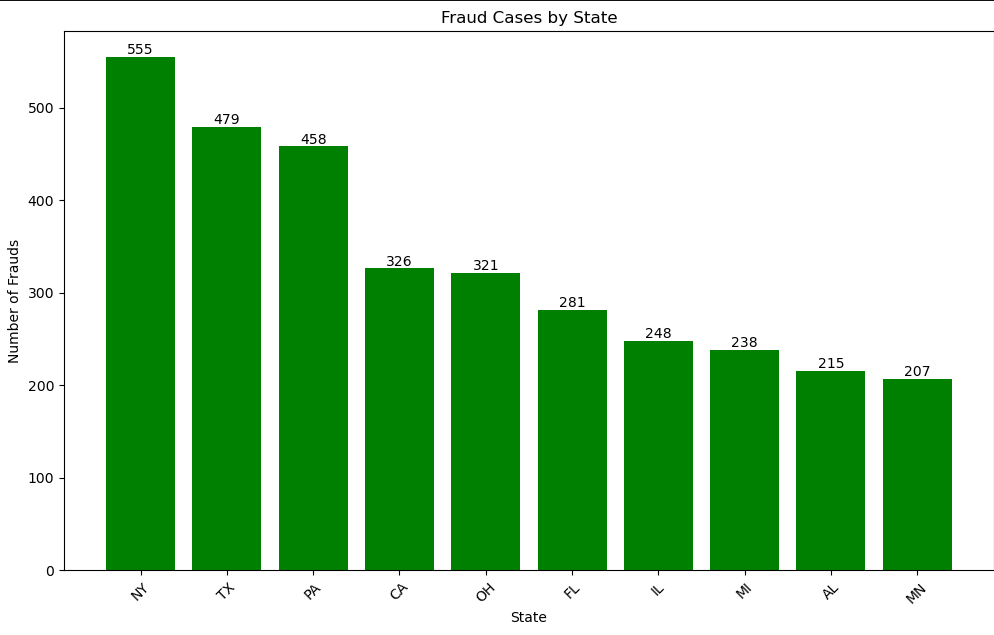 Fraud Cases by State
Number of Frauds
500
400
300
200
100
0
555
479
458
326
321
281
248
238
215
207
NY
TX
PA
CA
OH
FL
IL
MI
AL
MN
State